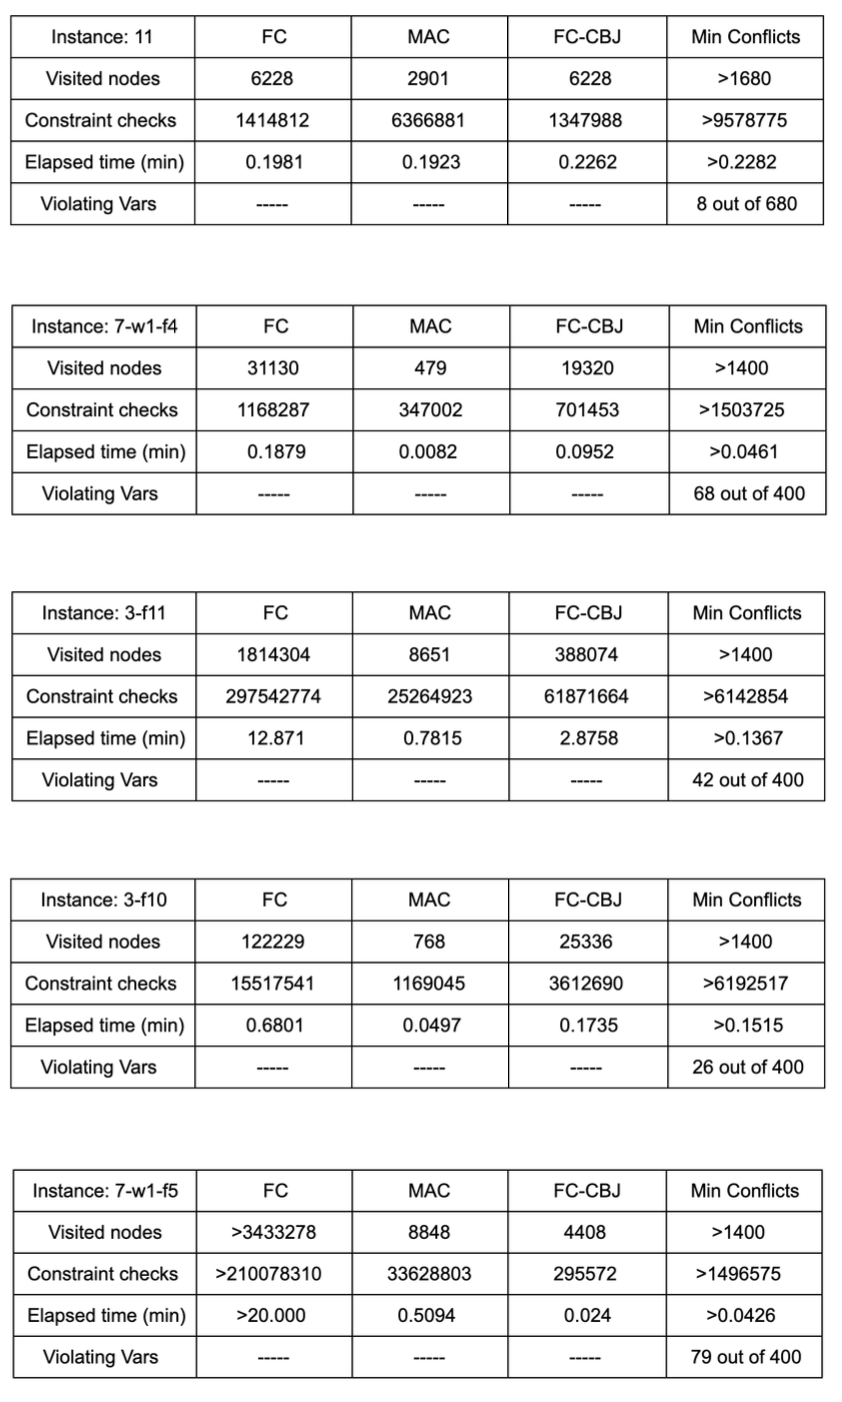 Instance: 11 FC MAC FC-CBJ Min Conflicts
Visited nodes 6228 2901 6228 >1680
Constraint checks 1414812 6366881 1347988 >9578775
Elapsed time (min) 0.1981 0.1923 0.2262 >0.2282
Violating Vars ----- ----- ----- 8 out of 680
Instance: 7-w1-f4 FC MAC FC-CBJ Min Conflicts
Visited nodes 31130 479 19320 >1400
Constraint checks 1168287 347002 701453 >1503725
Elapsed time (min) 0.1879 0.0082 0.0952 >0.0461
Violating Vars ----- ----- ----- 68 out of 400
Instance: 3-f11 FC MAC FC-CBJ Min Conflicts
Visited nodes 1814304 8651 388074 >1400
Constraint checks 297542774 25264923 61871664 >6142854
Elapsed time (min) 12.871 0.7815 2.8758 >0.1367
Violating Vars ----- ----- ----- 42 out of 400
Instance: 3-f10 FC MAC FC-CBJ Min Conflicts
Visited nodes 122229 768 25336 >1400
Constraint checks 15517541 1169045 3612690 >6192517
Elapsed time (min) 0.6801 0.0497 0.1735 >0.1515
Violating Vars ----- ----- ----- 26 out of 400
Instance: 7-w1-f5 FC MAC FC-CBJ Min Conflicts
Visited nodes >3433278 8848 4408 >1400
Constraint checks >210078310 33628803 295572 >1496575
Elapsed time (min) >20.000 0.5094 0.024 >0.0426
Violating Vars ----- ----- ----- 79 out of 400